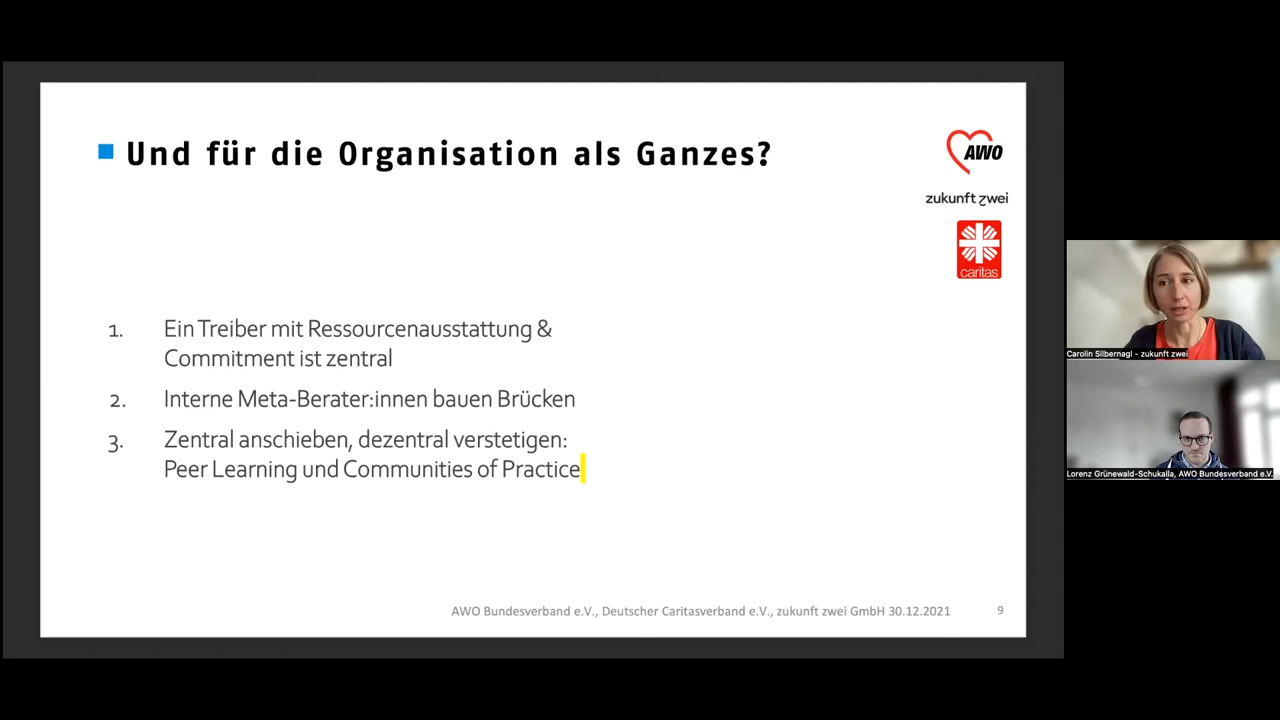 Und für die Organisation als Ganzes?
AWO
zukunft zwei
caritas
1. Ein Treiber mit Ressourcenausstattung &
Commitment ist zentral
2. Interne Meta-Berater:innen bauen Brücken
3. Zentral anschieben, dezentral verstetigen:
Peer Learning und Communities of Practice
AWO Bundesverband e.V., Deutscher Caritasverband e.V., zukunft zwei GmbH 30.12.2021 9
Carolin Silbernagl - zukunft zwei
Lorenz Grünewald-Schukalla, AWO Bundesverband e.V.